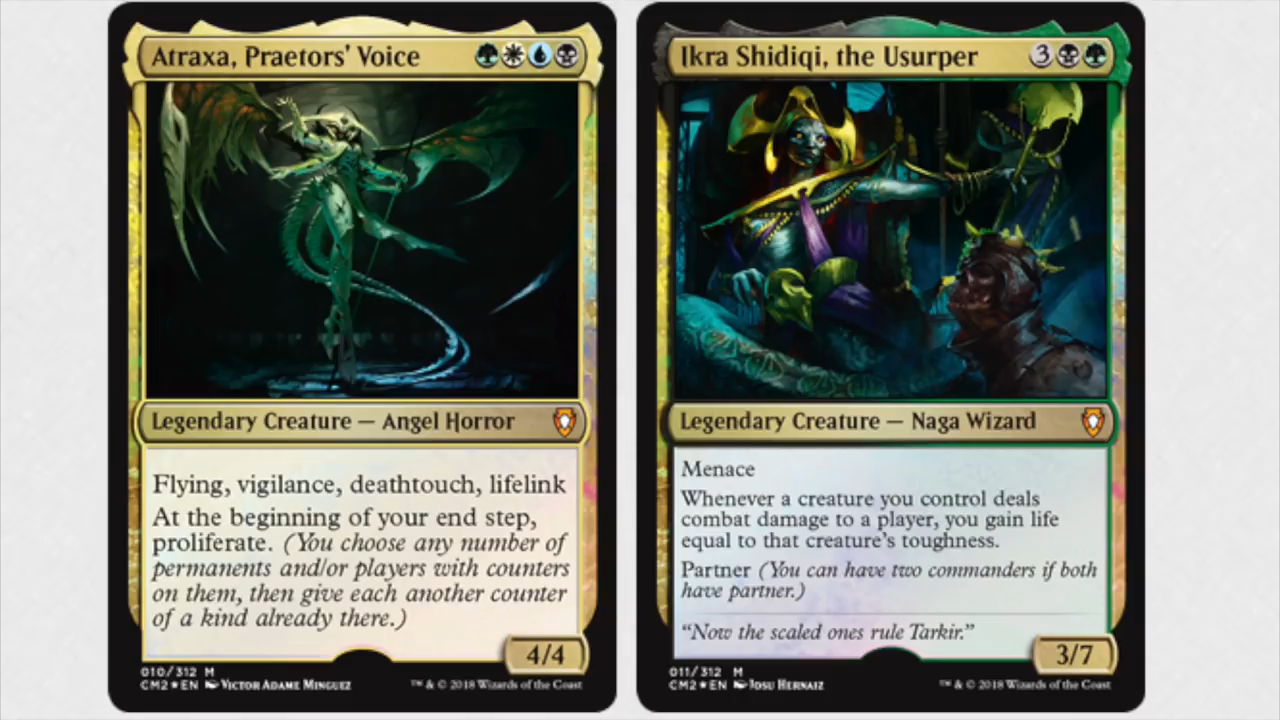 Atraxa, Praetors' Voice
Legendary Creature — Angel Horror
Flying, vigilance, deathtouch, lifelink
At the beginning of your end step,
proliferate. (You choose any number of
permanents and/or players with counters
on them, then give each another counter
of a kind already there.)
4/4
010/312 M
CM2★EN Victor Adame Minguez
™ & © 2018 Wizards of the Coast
Ikra Shidiqi, the Usurper
3
Legendary Creature — Naga Wizard
Menace
Whenever a creature you control deals
combat damage to a player, you gain life
equal to that creature's toughness.
Partner (You can have two commanders if both
have partner.)
“Now the scaled ones rule Tarkir.”
3/7
011/312 M
CM2★EN Josu Hernaiz
™ & © 2018 Wizards of the Coast